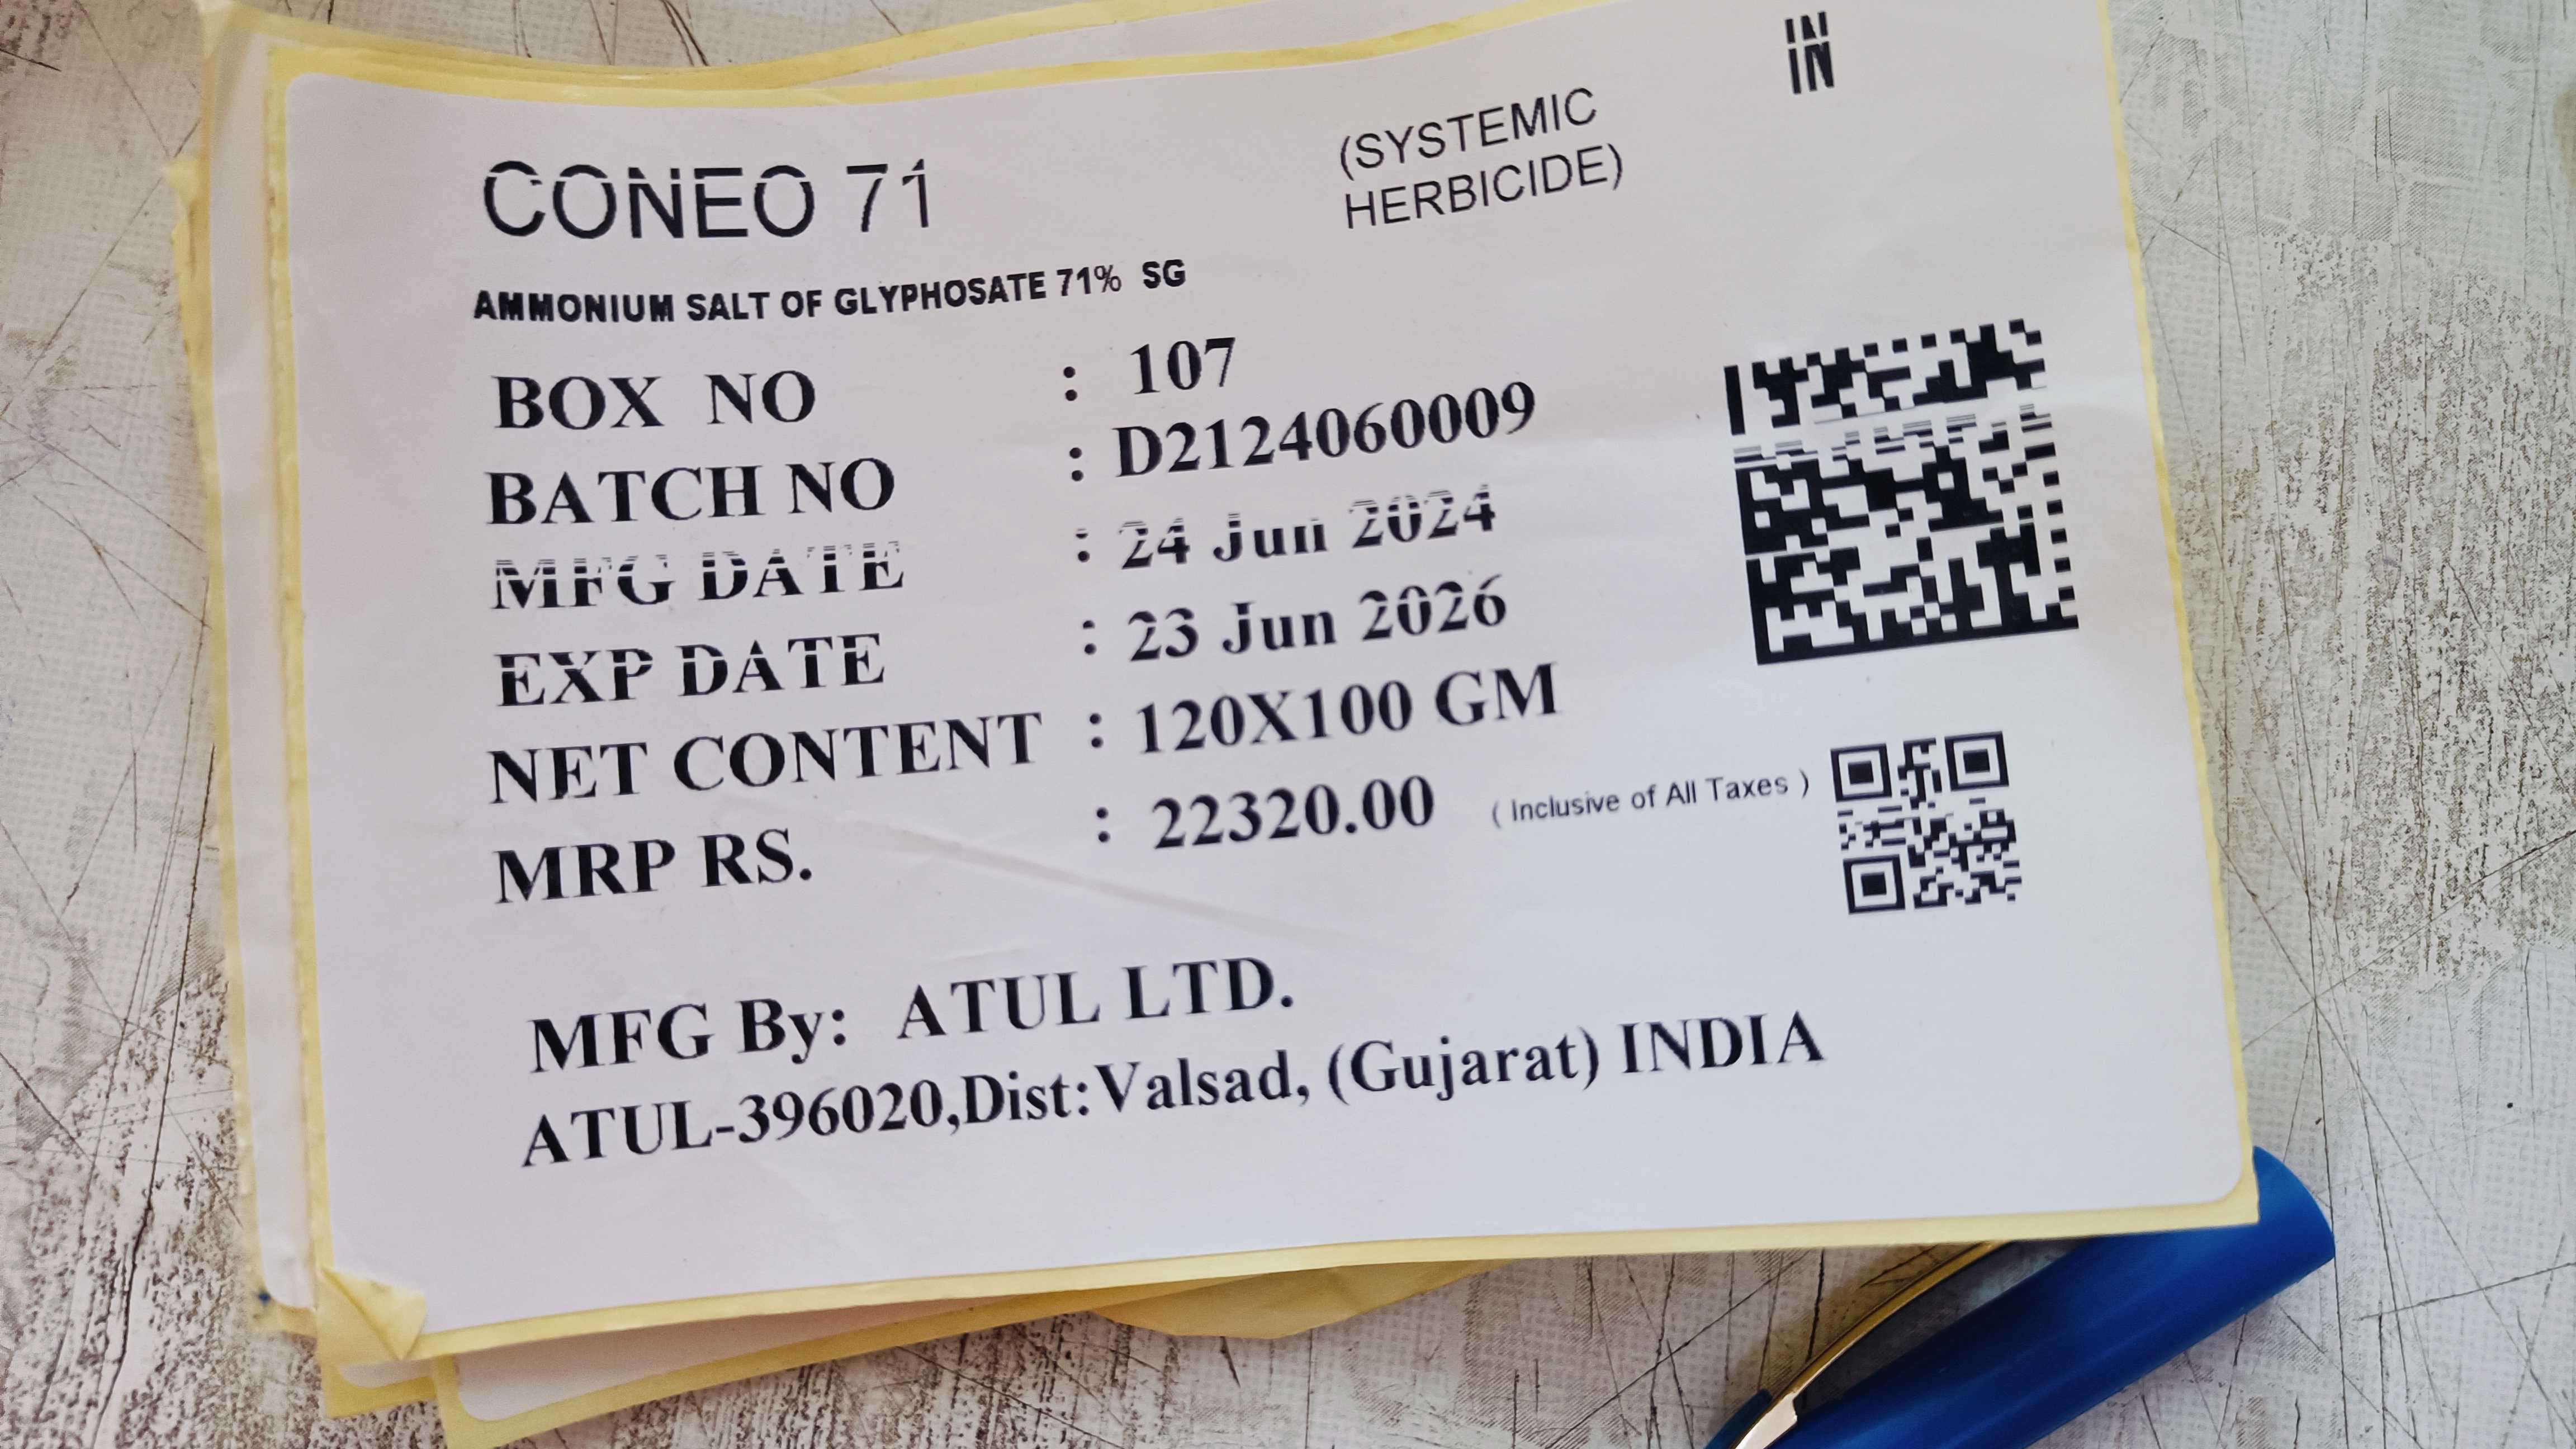 IN
CONEO 71
(SYSTEMIC
HERBICIDE)
AMMONIUM SALT OF GLYPHOSATE 71% SG
BOX NO : 107
BATCH NO : D2124060009
MFG DATE : 24 Jun 2024
EXP DATE : 23 Jun 2026
NET CONTENT : 120X100 GM
MRP RS. : 22320.00 ( Inclusive of All Taxes )
MFG By: ATUL LTD.
ATUL-396020,Dist:Valsad, (Gujarat) INDIA